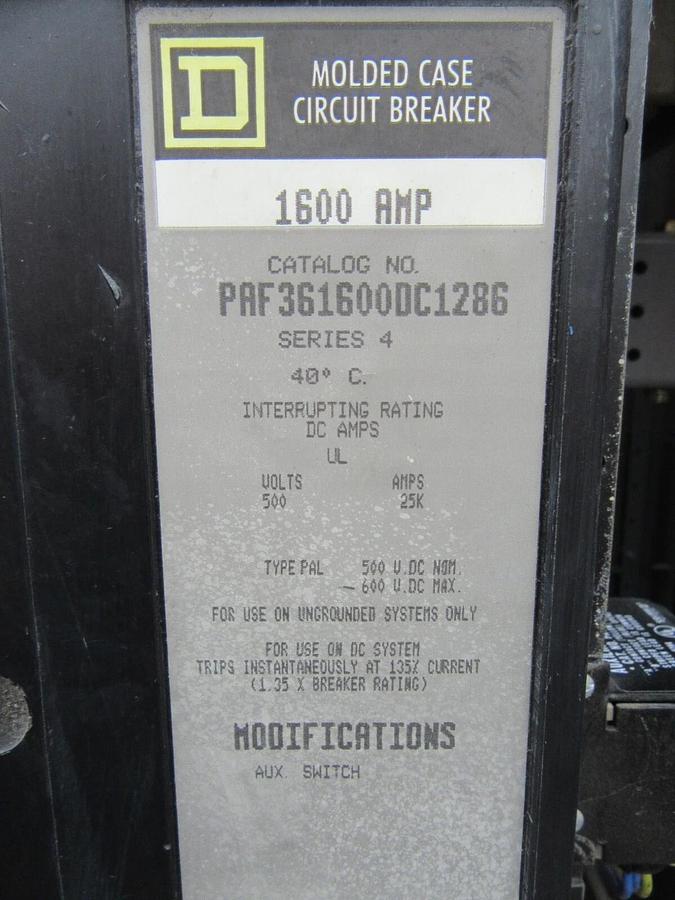 D
MOLDED CASE
CIRCUIT BREAKER
1600 AMP
CATALOG NO.
PAF361600DC1286
SERIES 4
40° C.
INTERRUPTING RATING
DC AMPS
UL
VOLTS AMPS
500 25K
TYPE PAL 500 V.DC NOM.
— 600 V.DC MAX.
FOR USE ON UNGROUNDED SYSTEMS ONLY
FOR USE ON DC SYSTEM
TRIPS INSTANTANEOUSLY AT 135% CURRENT
(1.35 X BREAKER RATING)
MODIFICATIONS
AUX. SWITCH